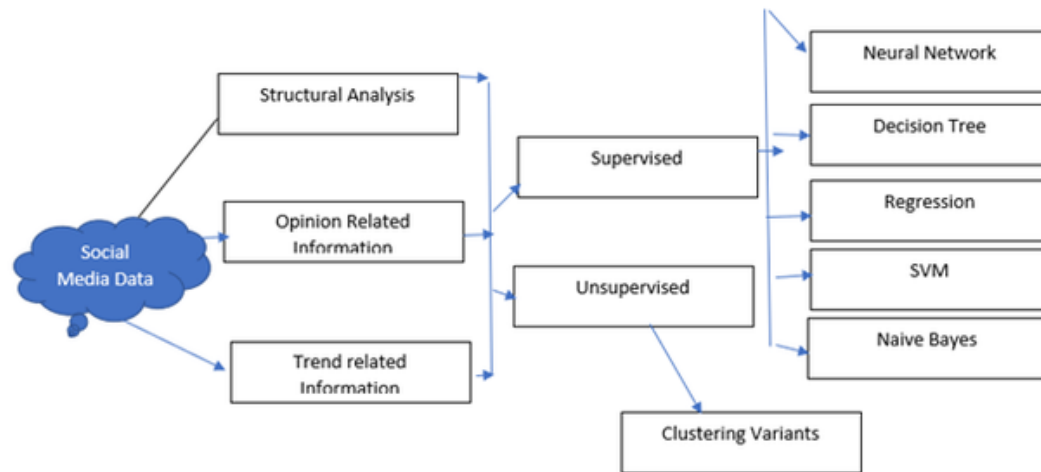 Social
Media Data
Structural Analysis
Opinion Related
Information
Trend related
Information
Supervised
Unsupervised
Clustering Variants
Neural Network
Decision Tree
Regression
SVM
Naive Bayes